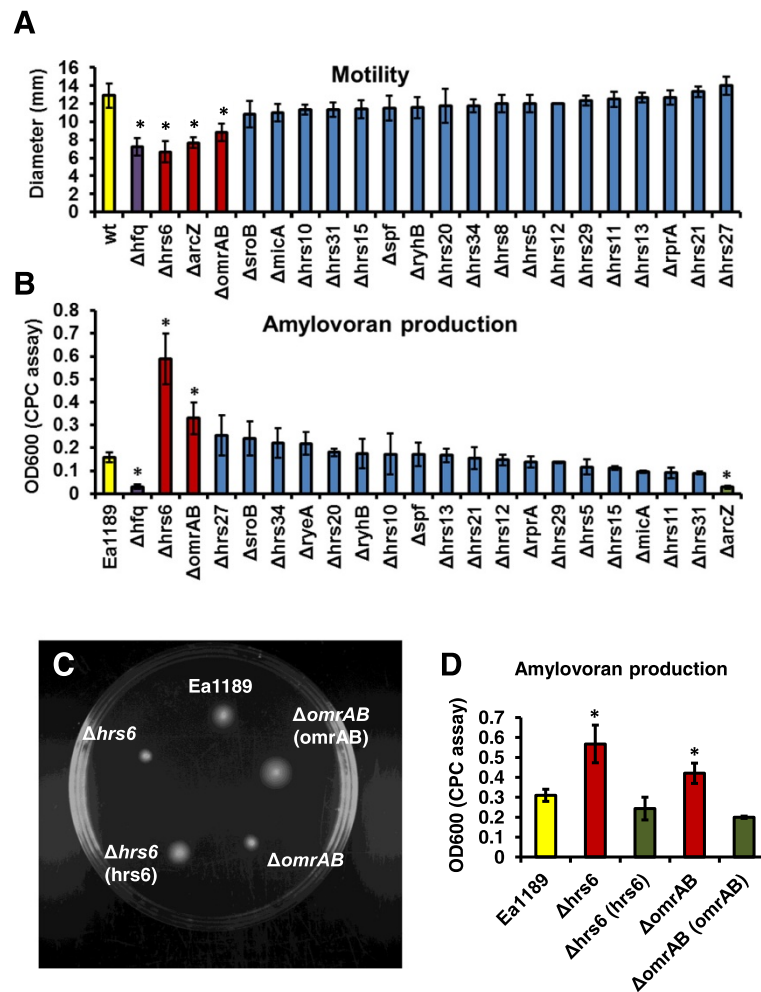 A
Motility
Diameter (mm)
16
14
12
10
8
6
4
2
0
* * * *
wt Δhfq Δhrs6 ΔarcZ ΔomrAB ΔsroB ΔmicA Δhrs10 Δhrs31 Δhrs15 Δspf ΔryhB Δhrs20 Δhrs34 Δhrs8 Δhrs5 Δhrs12 Δhrs29 Δhrs11 Δhrs13 ΔrprA Δhrs21 Δhrs27
B
Amylovoran production
OD600 (CPC assay)
0.8
0.7
0.6
0.5
0.4
0.3
0.2
0.1
0
* * * *
Ea1189 Δhfq Δhrs6 ΔomrAB Δhrs27 ΔsroB Δhrs34 ΔryeA Δhrs20 ΔryhB Δhrs10 Δspf Δhrs13 Δhrs21 Δhrs12 ΔrprA Δhrs29 Δhrs5 Δhrs15 ΔmicA Δhrs11 Δhrs31 ΔarcZ
C
Ea1189
ΔomrAB
(omrAB)
Δhrs6
Δhrs6
(hrs6)
ΔomrAB
D
Amylovoran production
OD600 (CPC assay)
0.7
0.6
0.5
0.4
0.3
0.2
0.1
0
* *
Ea1189 Δhrs6 Δhrs6 (hrs6) ΔomrAB ΔomrAB (omrAB)